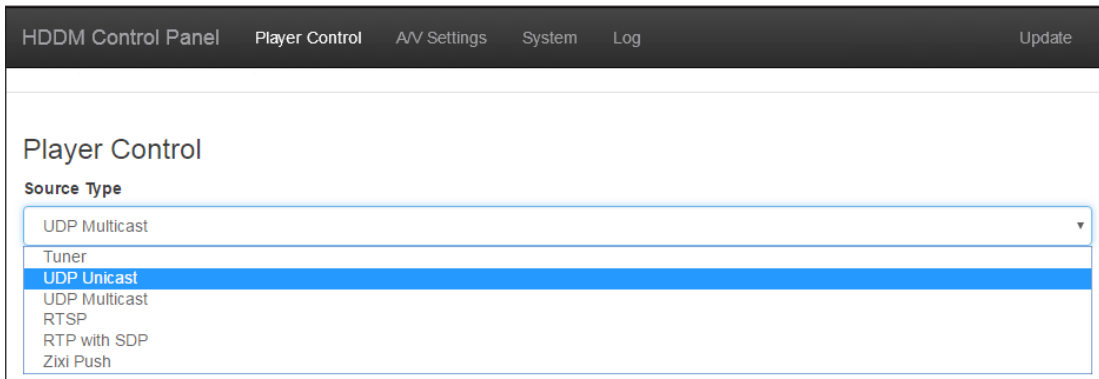 HDDM Control Panel Player Control A/V Settings System Log Update
Player Control
Source Type
UDP Multicast
Tuner
UDP Unicast
UDP Multicast
RTSP
RTP with SDP
Zixi Push